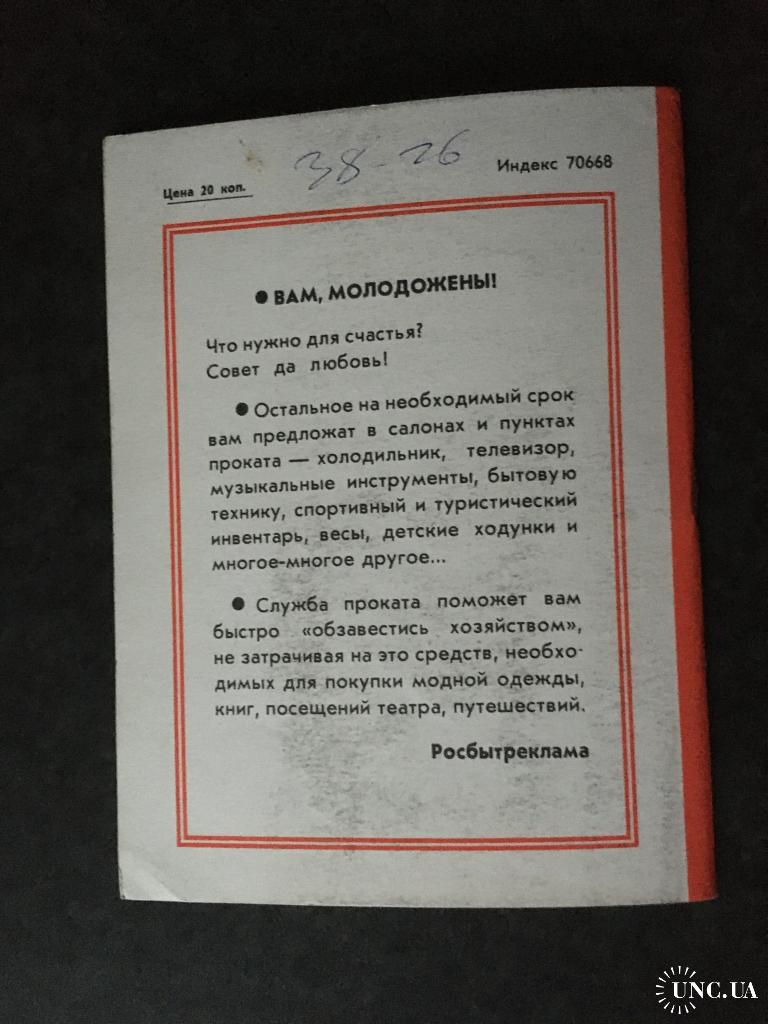 38-26
Индекс 70668
Цена 20 коп.
● ВАМ, МОЛОДОЖЕНЫ!
Что нужно для счастья?
Совет да любовь!
● Остальное на необходимый срок
вам предложат в салонах и пунктах
проката — холодильник, телевизор,
музыкальные инструменты, бытовую
технику, спортивный и туристический
инвентарь, весы, детские ходунки и
многое-многое другое...
● Служба проката поможет вам
быстро «обзавестись хозяйством»,
не затрачивая на это средств, необхо-
димых для покупки модной одежды,
книг, посещений театра, путешествий.
Росбытреклама
UNC.UA